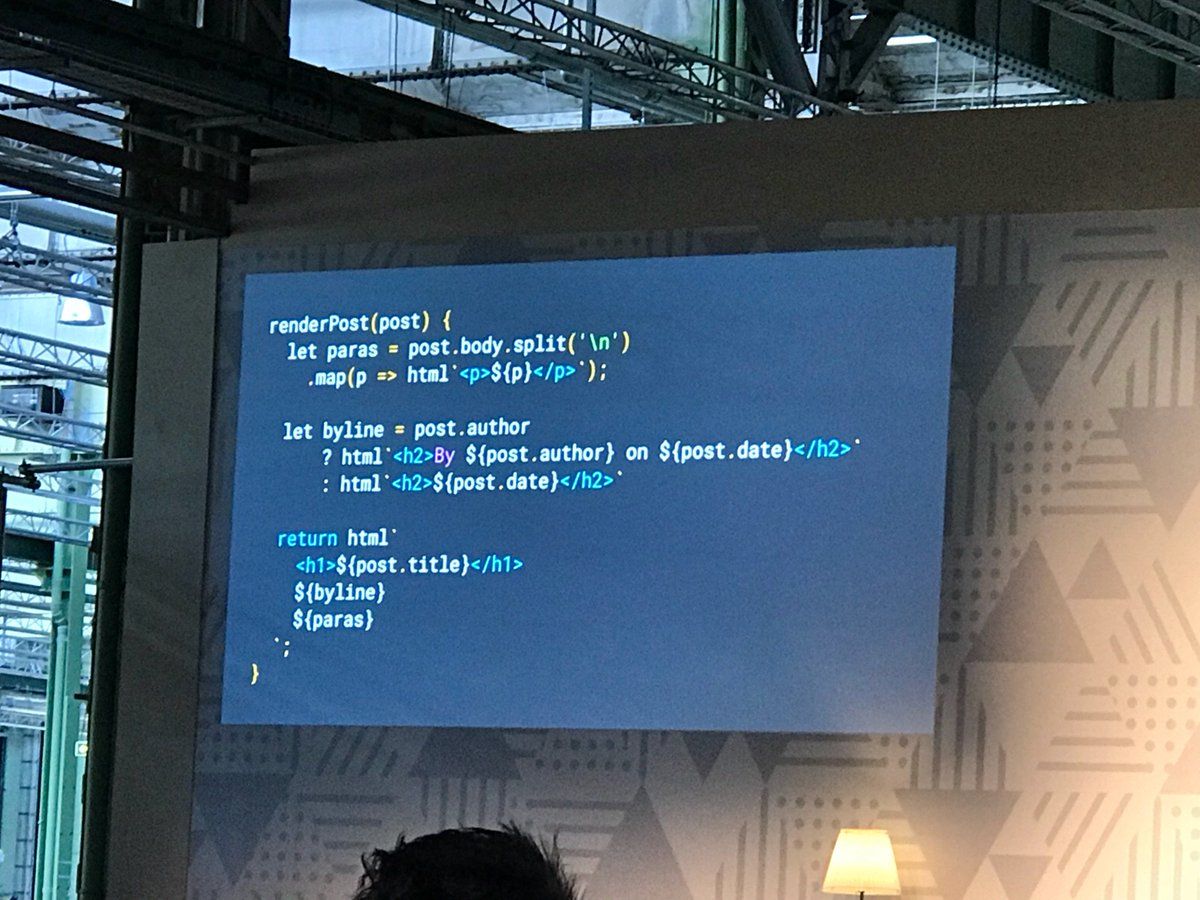 renderPost(post) {
let paras = post.body.split('\n')
.map(p => html`<p>${p}</p>`);
let byline = post.author
? html`<h2>By ${post.author} on ${post.date}</h2>`
: html`<h2>${post.date}</h2>`
return html`
<h1>${post.title}</h1>
${byline}
${paras}
`;
}